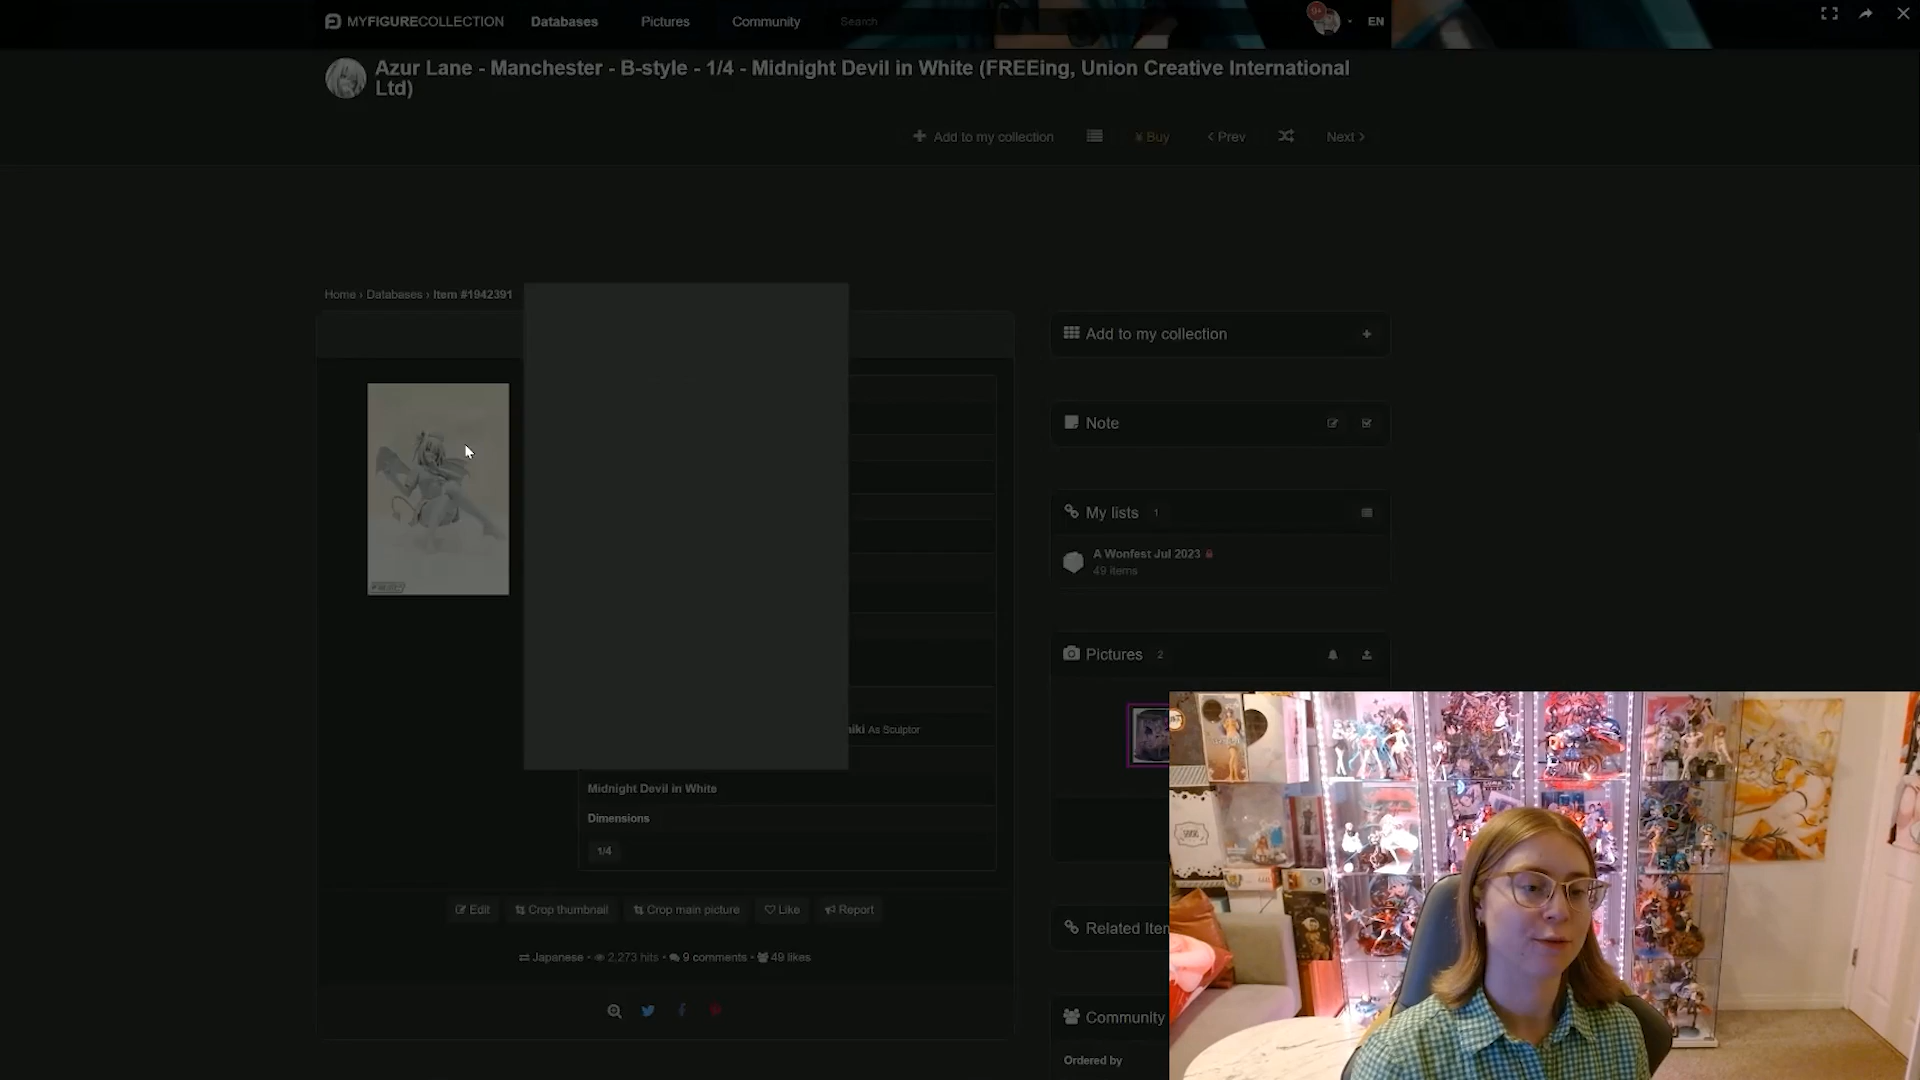 MYFIGURECOLLECTION
Databases
Pictures
Community
Search
9+
EN
Azur Lane - Manchester - B-style - 1/4 - Midnight Devil in White (FREEing, Union Creative International
Ltd)
Add to my collection
¥ Buy
< Prev
Next >
Home › Databases › Item #1942391
Add to my collection
Note
My lists 1
A Wonfest Jul 2023
49 items
Pictures 2
As Sculptor
Midnight Devil in White
Dimensions
1/4
Edit
Crop thumbnail
Crop main picture
Like
Report
Japanese • 2,273 hits • 9 comments • 49 likes
Related
Community
Ordered by